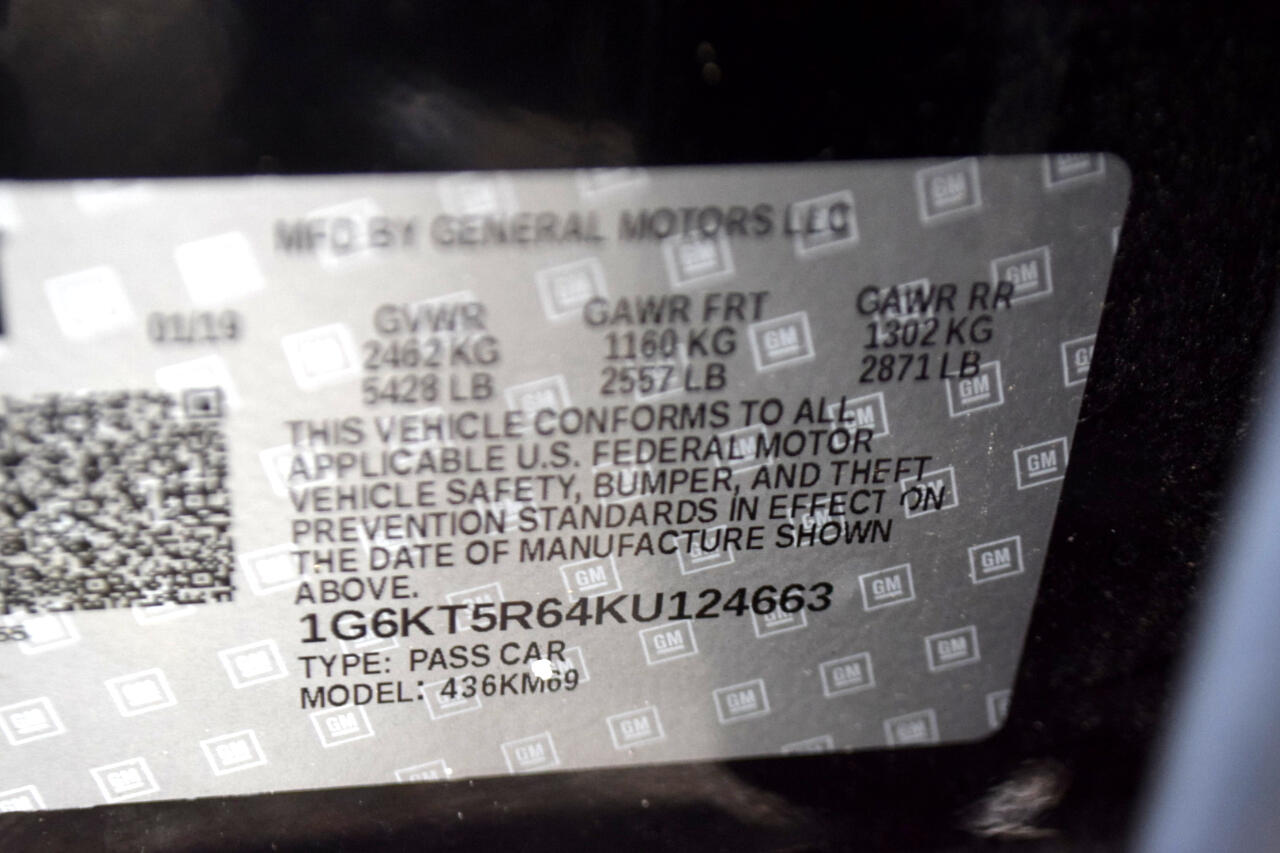 MFD BY GENERAL MOTORS LLC
01/19 GVWR GAWR FRT GAWR RR
2462 KG 1160 KG 1302 KG
5428 LB 2557 LB 2871 LB
THIS VEHICLE CONFORMS TO ALL
APPLICABLE U.S. FEDERAL MOTOR
VEHICLE SAFETY, BUMPER, AND THEFT
PREVENTION STANDARDS IN EFFECT ON
THE DATE OF MANUFACTURE SHOWN
ABOVE.
1G6KT5R64KU124663
TYPE: PASS CAR
MODEL: 436KM69
GM